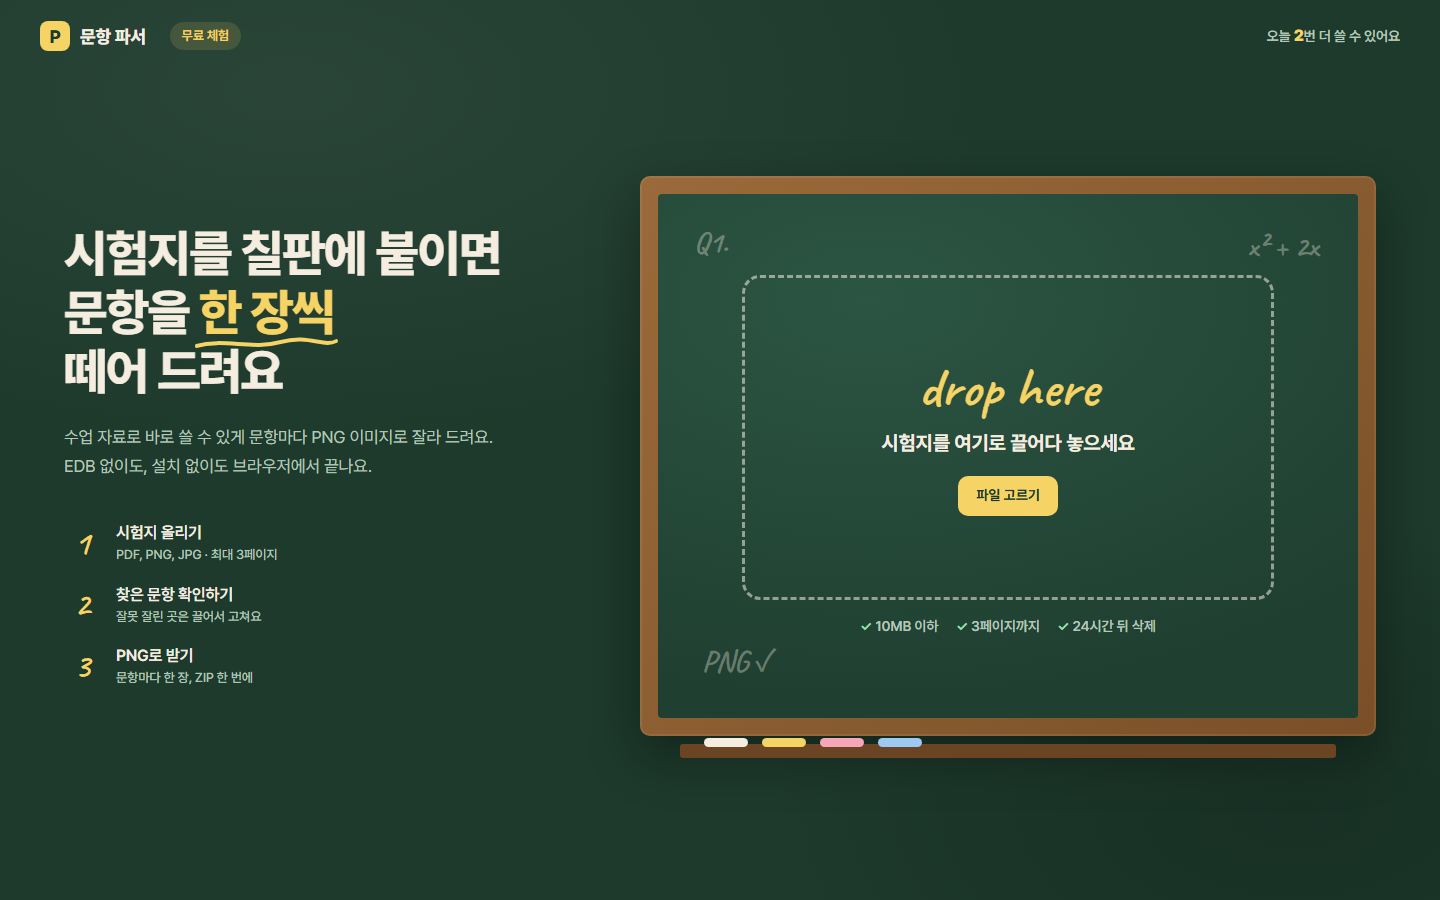 P 문항 파서 무료 체험
오늘 2번 더 쓸 수 있어요
시험지를 칠판에 붙이면
문항을 한 장씩
떼어 드려요
수업 자료로 바로 쓸 수 있게 문항마다 PNG 이미지로 잘라 드려요.
EDB 없이도, 설치 없이도 브라우저에서 끝나요.
1 시험지 올리기
PDF, PNG, JPG · 최대 3페이지
2 찾은 문항 확인하기
잘못 잘린 곳은 끌어서 고쳐요
3 PNG로 받기
문항마다 한 장, ZIP 한 번에
Q1.
x² + 2x
drop here
시험지를 여기로 끌어다 놓으세요
파일 고르기
✓ 10MB 이하 ✓ 3페이지까지 ✓ 24시간 뒤 삭제
PNG ✓